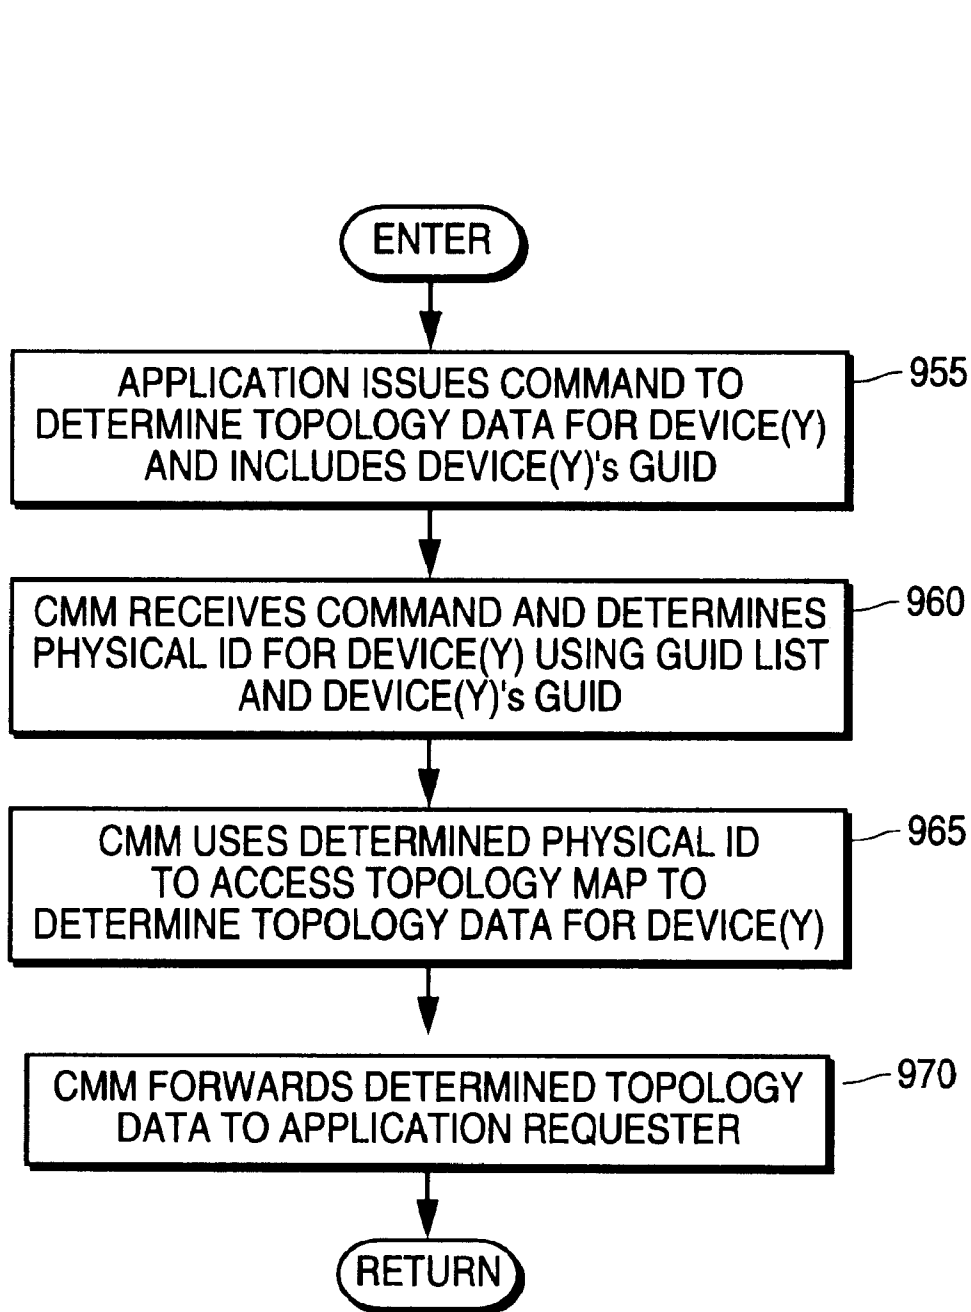 ENTER
APPLICATION ISSUES COMMAND TO
DETERMINE TOPOLOGY DATA FOR DEVICE(Y)
AND INCLUDES DEVICE(Y)'s GUID
955
CMM RECEIVES COMMAND AND DETERMINES
PHYSICAL ID FOR DEVICE(Y) USING GUID LIST
AND DEVICE(Y)'s GUID
960
CMM USES DETERMINED PHYSICAL ID
TO ACCESS TOPOLOGY MAP TO
DETERMINE TOPOLOGY DATA FOR DEVICE(Y)
965
CMM FORWARDS DETERMINED TOPOLOGY
DATA TO APPLICATION REQUESTER
970
RETURN